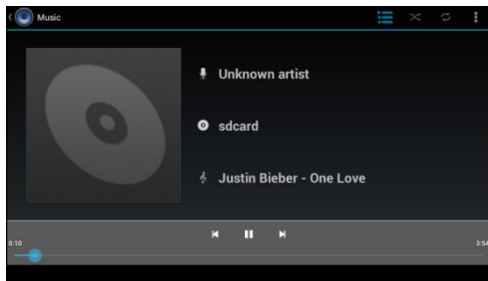 Music
Unknown artist
sdcard
Justin Bieber - One Love
0:10
3:54